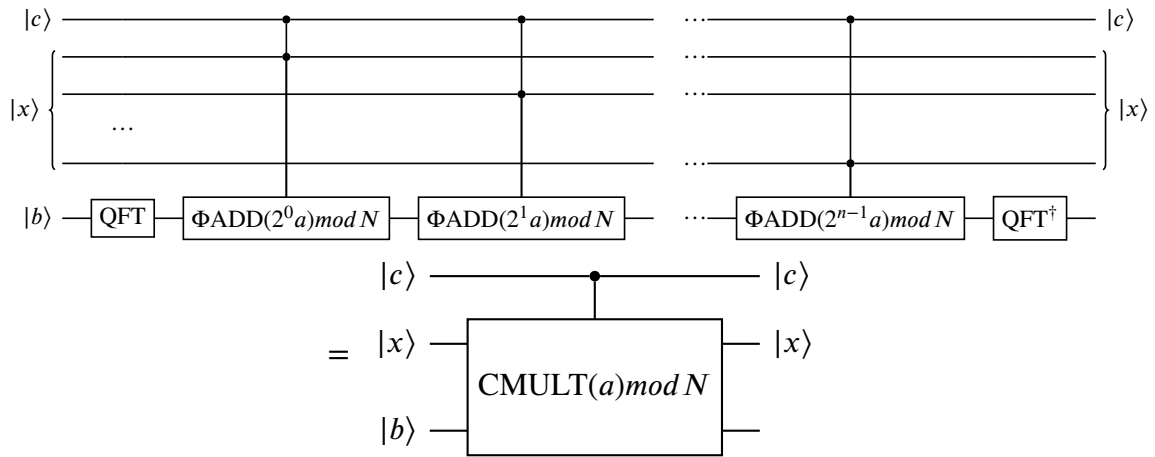 |c⟩ ⋯ |c⟩
|x⟩ … ⋯ ⋯ ⋯ |x⟩
|b⟩ QFT ΦADD(2⁰a)mod N ΦADD(2¹a)mod N ⋯ ΦADD(2ⁿ⁻¹a)mod N QFT†
|c⟩ |c⟩
= |x⟩ |x⟩
CMULT(a)mod N
|b⟩